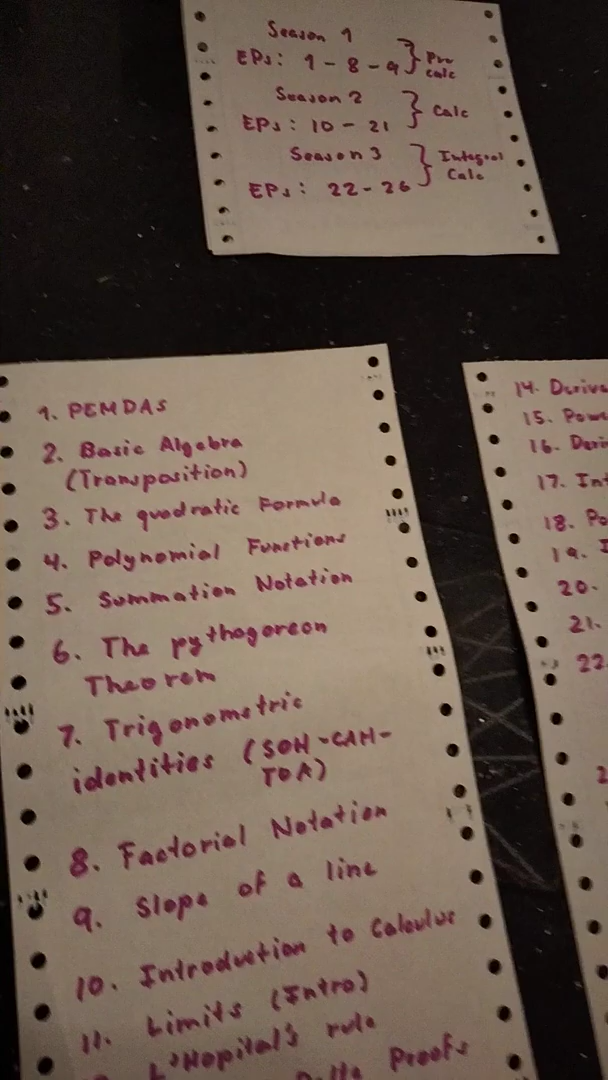 Season 1
EPs: 1 - 8 - 9 } Pre calc
Season 2
EPs: 10 - 21 } Calc
Season 3
EPs: 22 - 26 } Integral Calc
1. PEMDAS
2. Basic Algebra
(Transposition)
3. The quadratic Formula
4. Polynomial Functions
5. Summation Notation
6. The pythagorean
Theorem
7. Trigonometric
identities (SOH-CAH-
TOA)
8. Factorial Notation
9. Slope of a line
10. Introduction to Calculus
11. Limits (Intro)
L'Hopital's rule
Proofs
14. Deriva
15. Pow
16. Deri
17. Int
18. Po
19. I
20.
21.
22.